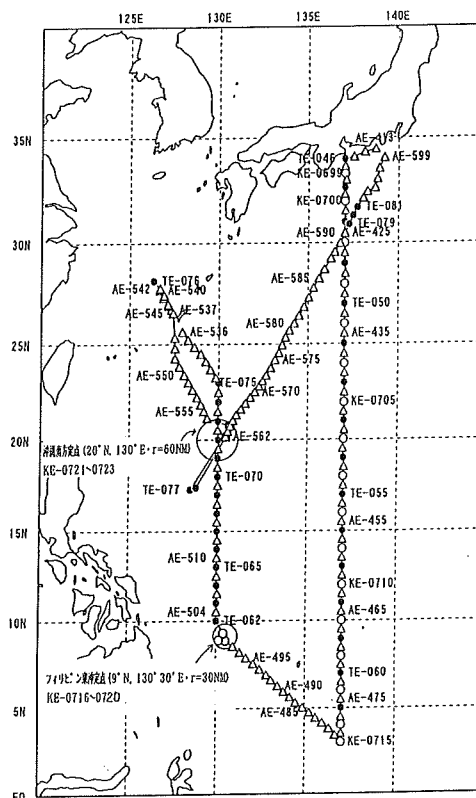 125E 130E 135E 140E
35N
AE-413
TE-046
AE-599
KE-0699
KE-0700
TE-081
TE-079
AE-590
AE-425
30N
TE-076
AE-542
AE-540
AE-585
AE-545
AE-537
TE-050
AE-536
AE-580
AE-435
25N
AE-575
AE-550
TE-075
AE-570
KE-0705
AE-555
AE-562
20N
(20°N, 130°E・r=60NM)
KE-0721~0723
TE-070
TE-077
TE-055
15N
AE-455
AE-510
TE-065
KE-0710
AE-504
TE-062
AE-465
10N
AE-495
フィリピン東方定点(9°N, 130°30'E・r=30NM)
KE-0716~0720
AE-490
TE-060
AE-485
AE-475
5N
KE-0715
EQ